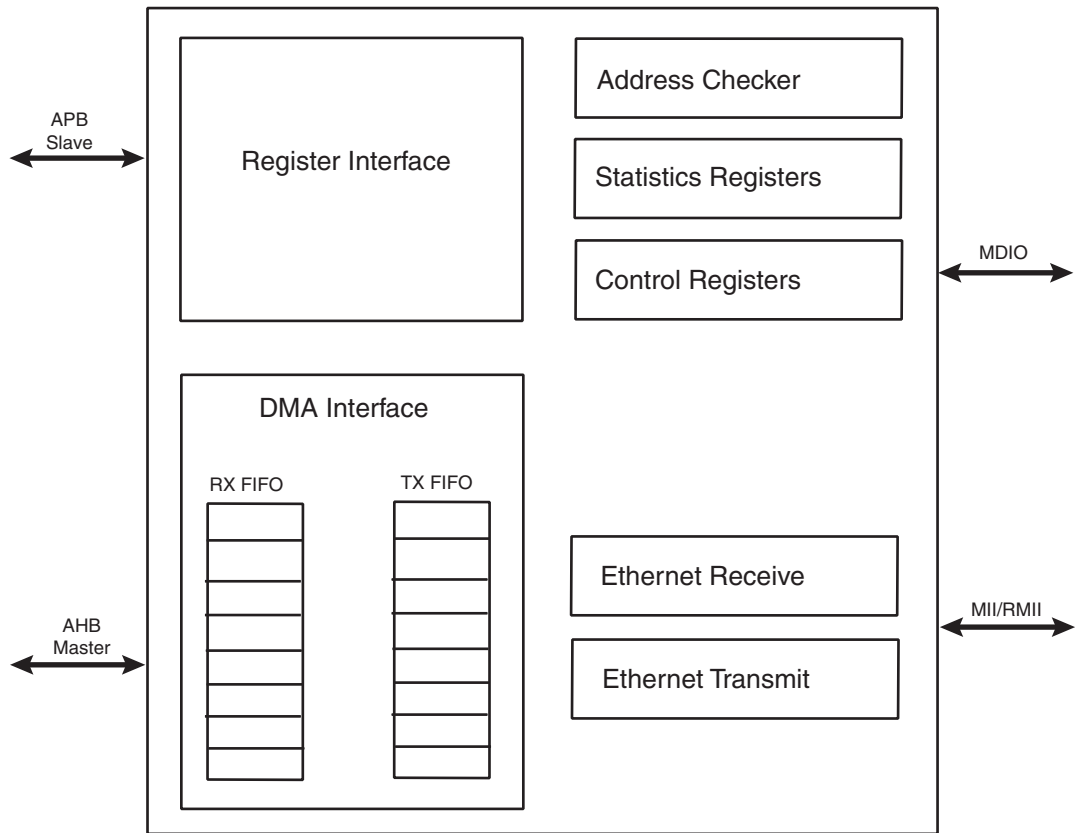 Address Checker
APB
Slave
Register Interface
Statistics Registers
Control Registers
MDIO
DMA Interface
RX FIFO
TX FIFO
Ethernet Receive
MII/RMII
AHB
Master
Ethernet Transmit